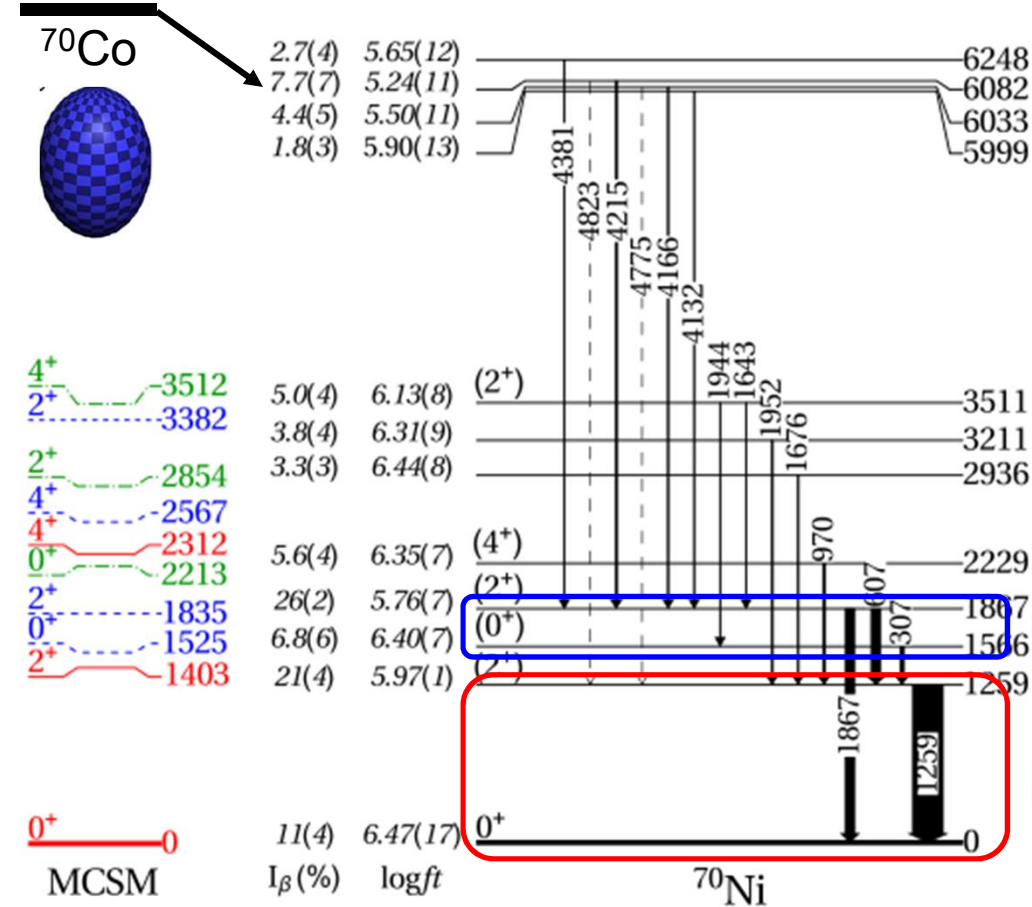 ⁷⁰Co
2.7(4) 5.65(12) 6248
7.7(7) 5.24(11) 6082
4.4(5) 5.50(11) 6033
1.8(3) 5.90(13) 5999
4381
4823
4215
4775
4166
4132
1944
1643
1952
1676
4⁺ 3512 5.0(4) 6.13(8) (2⁺) 3511
2⁺ 3382 3.8(4) 6.31(9) 3211
2⁺ 2854 3.3(3) 6.44(8) 2936
4⁺ 2567
4⁺ 2312 5.6(4) 6.35(7) (4⁺) 970 2229
0⁺ 2213
607
2⁺ 1835 26(2) 5.76(7) (2⁺) 1867
307
0⁺ 1525 6.8(6) 6.40(7) (0⁺) 1566
2⁺ 1403 21(4) 5.97(1) (2⁺) 1259
1867
1259
0⁺ 0 11(4) 6.47(17) 0⁺ 0
MCSM Iᵦ(%) logft ⁷⁰Ni